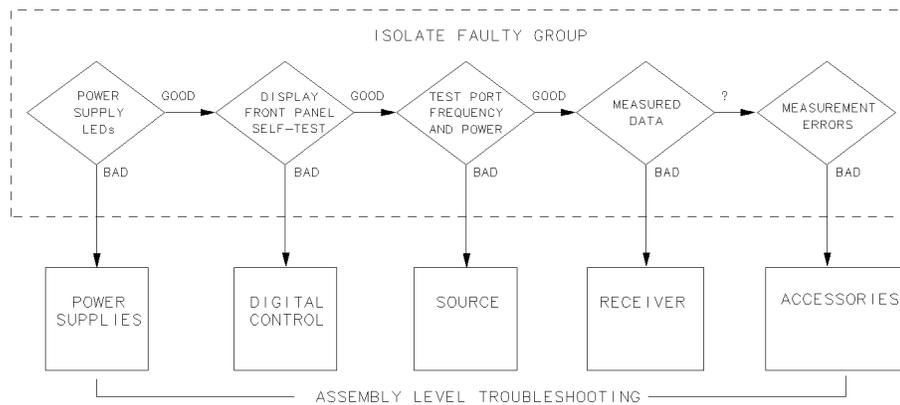 ISOLATE FAULTY GROUP
POWER
SUPPLY
LEDs
GOOD
DISPLAY
FRONT PANEL
SELF-TEST
GOOD
TEST PORT
FREQUENCY
AND POWER
GOOD
MEASURED
DATA
?
MEASUREMENT
ERRORS
BAD
BAD
BAD
BAD
BAD
POWER
SUPPLIES
DIGITAL
CONTROL
SOURCE
RECEIVER
ACCESSORIES
ASSEMBLY LEVEL TROUBLESHOOTING